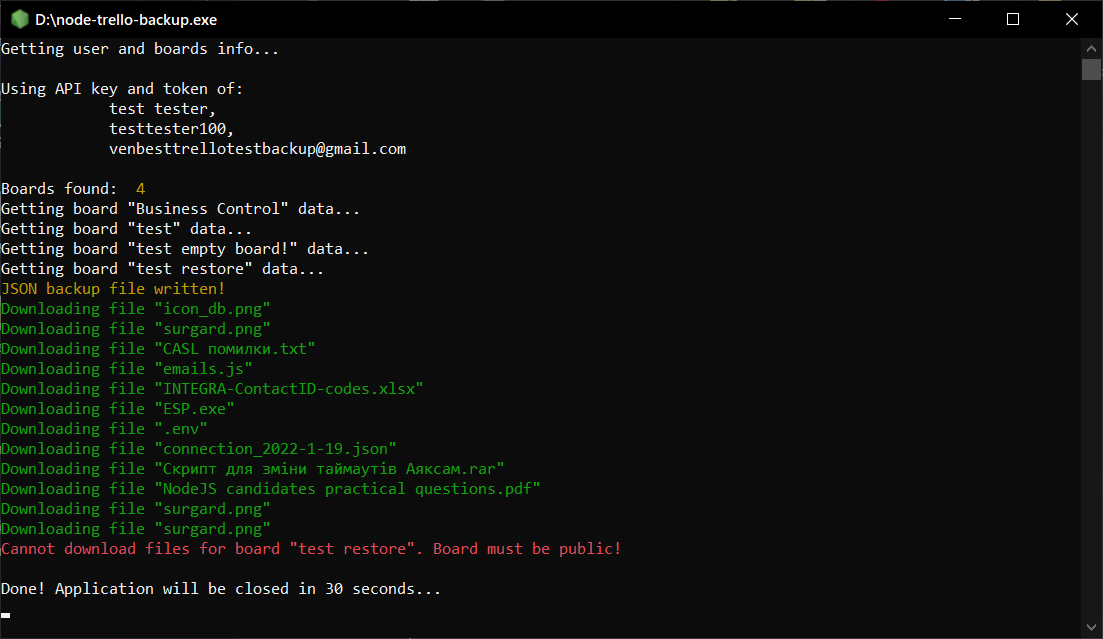 D:\node-trello-backup.exe
Getting user and boards info...
Using API key and token of:
test tester,
testtester100,
venbesttrellotestbackup@gmail.com
Boards found:  4
Getting board "Business Control" data...
Getting board "test" data...
Getting board "test empty board!" data...
Getting board "test restore" data...
JSON backup file written!
Downloading file "icon_db.png"
Downloading file "surgard.png"
Downloading file "CASL помилки.txt"
Downloading file "emails.js"
Downloading file "INTEGRA-ContactID-codes.xlsx"
Downloading file "ESP.exe"
Downloading file ".env"
Downloading file "connection_2022-1-19.json"
Downloading file "Скрипт для зміни таймаутів Аяксам.rar"
Downloading file "NodeJS candidates practical questions.pdf"
Downloading file "surgard.png"
Downloading file "surgard.png"
Cannot download files for board "test restore". Board must be public!
Done! Application will be closed in 30 seconds...